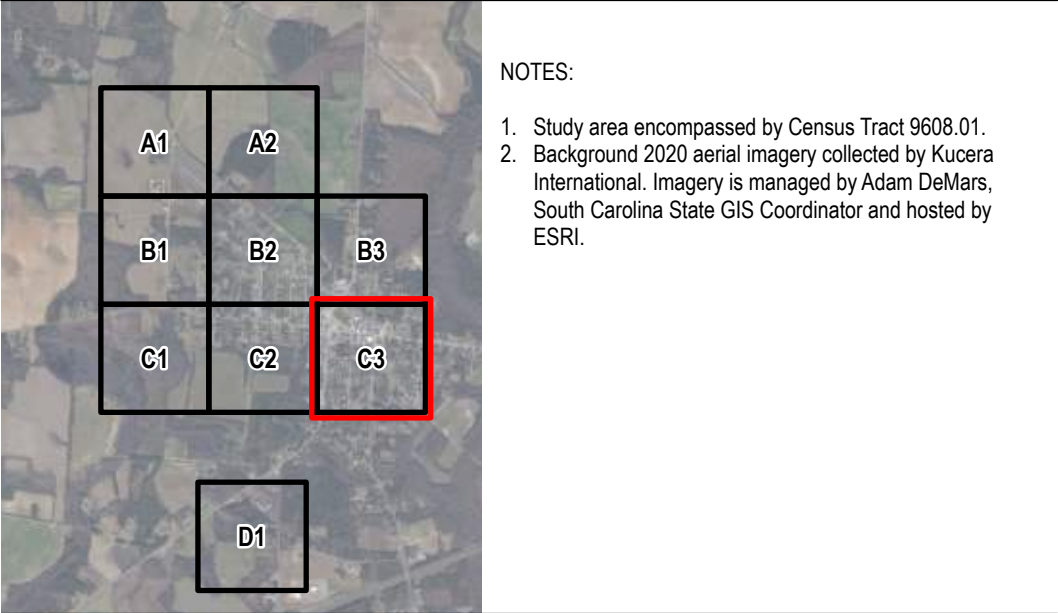 A1 A2
B1 B2 B3
C1 C2 C3
D1
NOTES:
1. Study area encompassed by Census Tract 9608.01.
2. Background 2020 aerial imagery collected by Kucera
International. Imagery is managed by Adam DeMars,
South Carolina State GIS Coordinator and hosted by
ESRI.